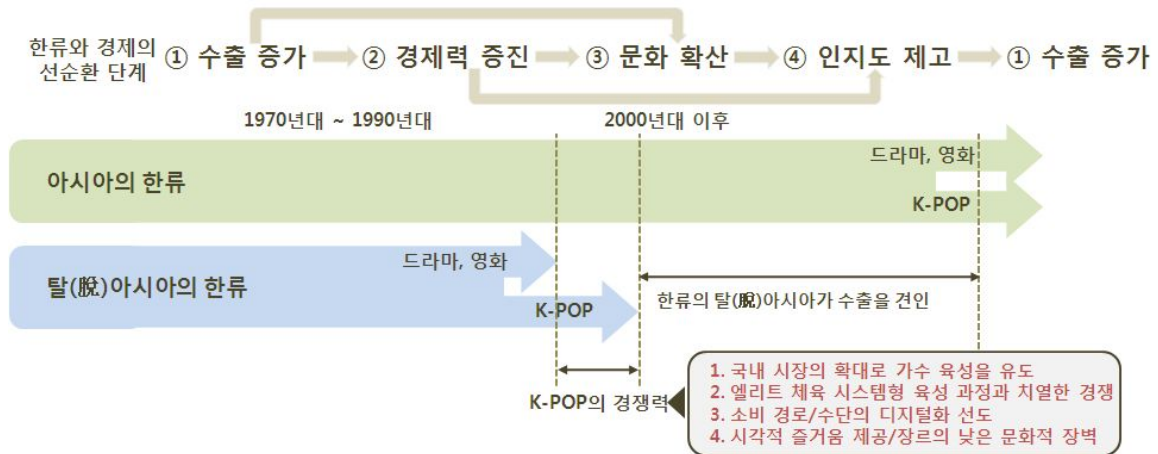 한류와 경제의
선순환 단계
① 수출 증가 ② 경제력 증진 ③ 문화 확산 ④ 인지도 제고 ① 수출 증가
1970년대 ~ 1990년대
2000년대 이후
아시아의 한류
드라마, 영화
K-POP
탈(脫)아시아의 한류
드라마, 영화
K-POP
한류의 탈(脫)아시아가 수출을 견인
K-POP의 경쟁력
1. 국내 시장의 확대로 가수 육성을 유도
2. 엘리트 체육 시스템형 육성 과정과 치열한 경쟁
3. 소비 경로/수단의 디지털화 선도
4. 시각적 즐거움 제공/장르의 낮은 문화적 장벽